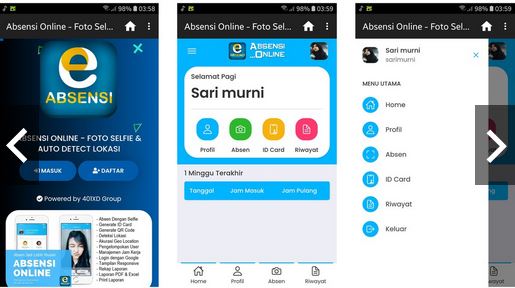 03:58
Absensi Online - Foto Sel...
e
ABSENSI
ABSENSI ONLINE - FOTO SELFIE &
AUTO DETECT LOKASI
MASUK
DAFTAR
Powered by 401XD Group
- Absen Dengan Selfie
- Generate ID Card
- Generate QR Code
- Deteksi Lokasi
- Akurasi Geo Location
- Pengelompokan User
- Manajemen Jam Kerja
- Login dengan Google
- Tampilan Responsive
- Rekap Laporan
- Laporan PDF & Excel
- Print Laporan
ABSENSI
ONLINE
03:59
Absensi Online - Foto Sel...
ABSENSI
...ONLINE
Selamat Pagi
Sari murni
Profil
Absen
ID Card
Riwayat
1 Minggu Terakhir
Tanggal
Jam Masuk
Jam Pulang
Home
Profil
Absen
Riwayat
03:59
Absensi Online - Foto Sel...
Sari murni
sarimurni
MENU UTAMA
Home
Profil
Absen
ID Card
Riwayat
Keluar